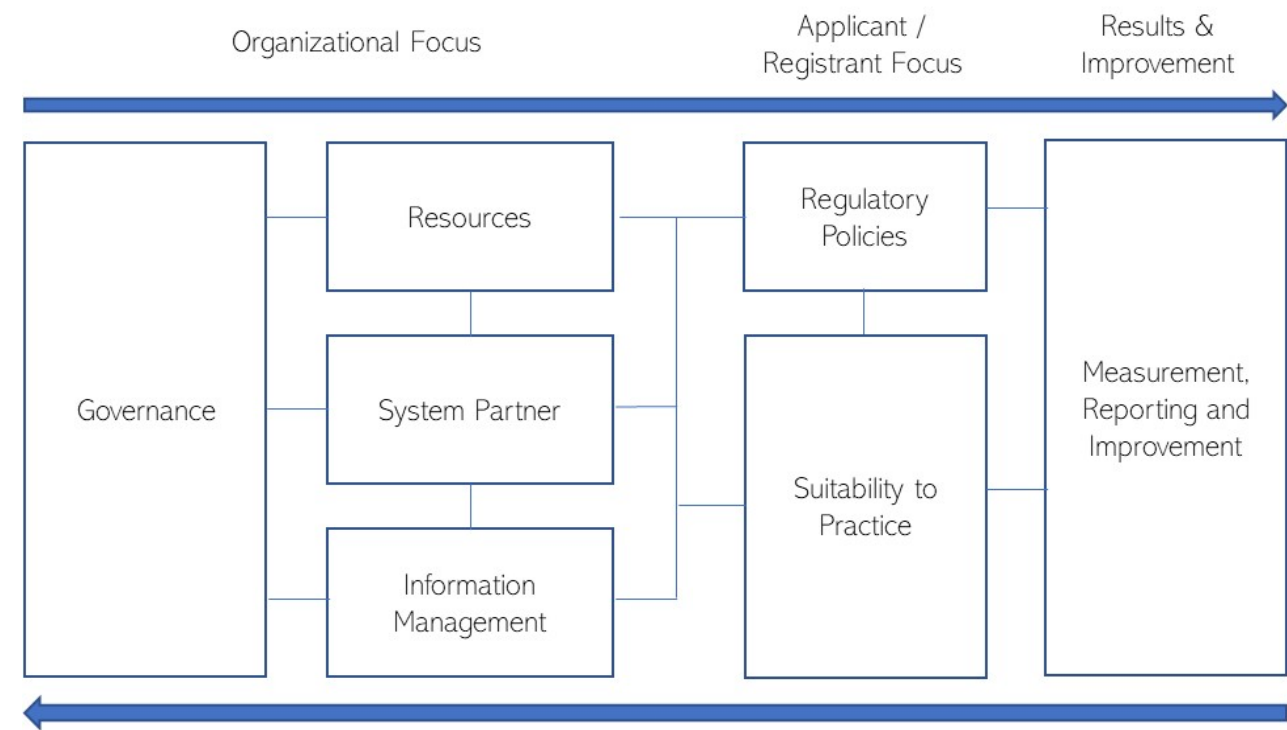 Organizational Focus
Applicant /
Registrant Focus
Results &
Improvement
Governance
Resources
System Partner
Information
Management
Regulatory
Policies
Suitability to
Practice
Measurement,
Reporting and
Improvement